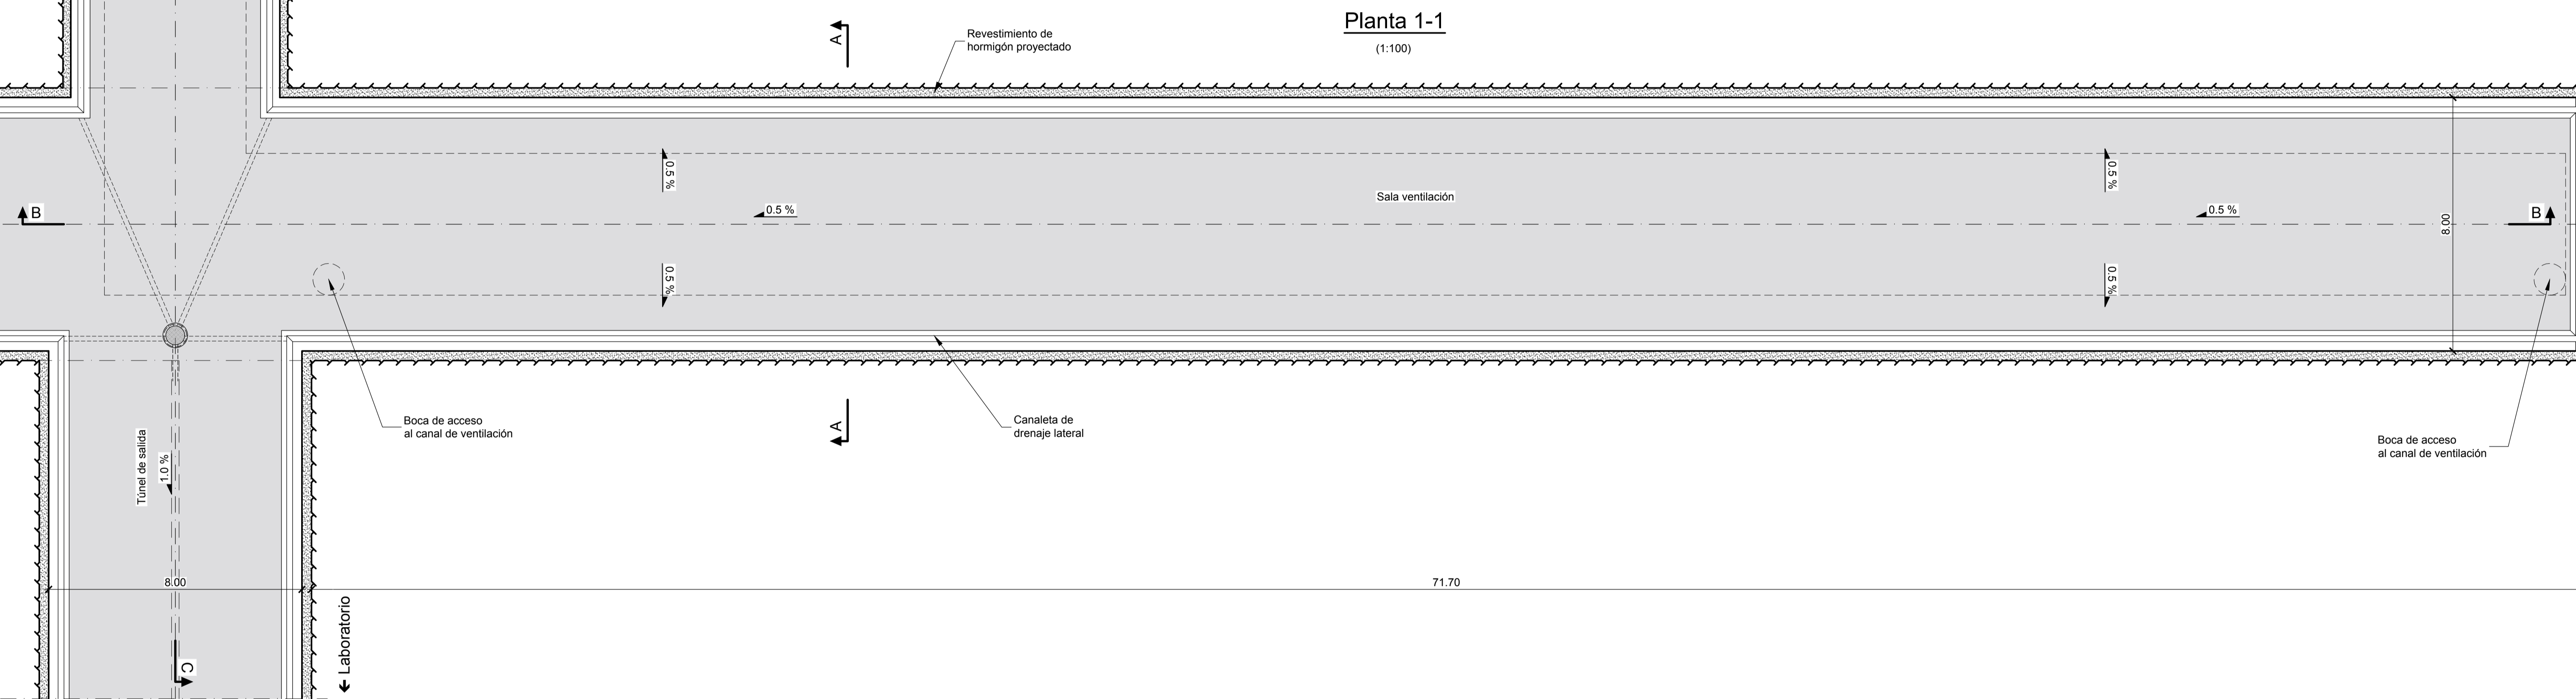 Planta 1-1
(1:100)
A
Revestimiento de
hormigón proyectado
0.5 %
0.5 %
Sala ventilación
B
0.5 %
0.5 %
8.00
B
0.5 %
0.5 %
Boca de acceso
al canal de ventilación
A
Canaleta de
drenaje lateral
Boca de acceso
al canal de ventilación
Túnel de salida
1.0 %
8.00
71.70
← Laboratorio
C